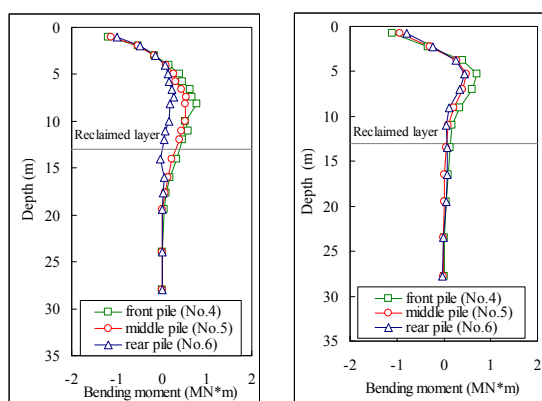 0
5
10
15
20
25
30
35
Depth (m)
Reclaimed layer
front pile (No.4)
middle pile (No.5)
rear pile (No.6)
-2 -1 0 1 2
Bending moment (MN*m)
0
5
10
15
20
25
30
35
Depth (m)
Reclaimed layer
front pile (No.4)
middle pile (No.5)
rear pile (No.6)
-2 -1 0 1 2
Bending moment (MN*m)